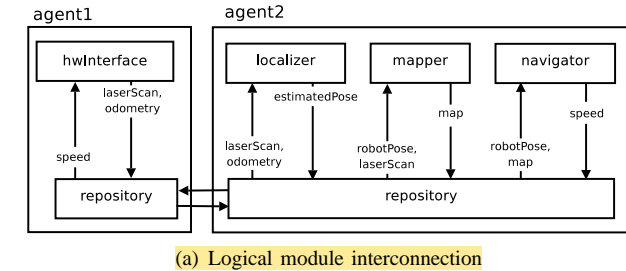 agent1
agent2
hwInterface
localizer
mapper
navigator
laserScan,
odometry
estimatedPose
map
speed
speed
laserScan,
odometry
robotPose,
laserScan
robotPose,
map
repository
repository
(a) Logical module interconnection